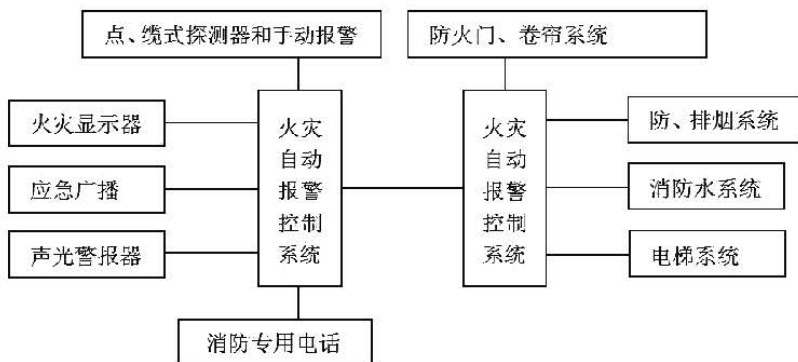 点、缆式探测器和手动报警
防火门、卷帘系统
火灾显示器
应急广播
声光警报器
火灾
自动
报警
控制
系统
火灾
自动
报警
控制
系统
防、排烟系统
消防水系统
电梯系统
消防专用电话